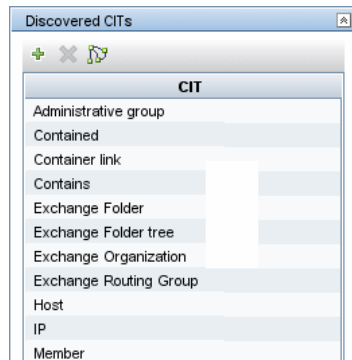 Discovered CITs
CIT
Administrative group
Contained
Container link
Contains
Exchange Folder
Exchange Folder tree
Exchange Organization
Exchange Routing Group
Host
IP
Member